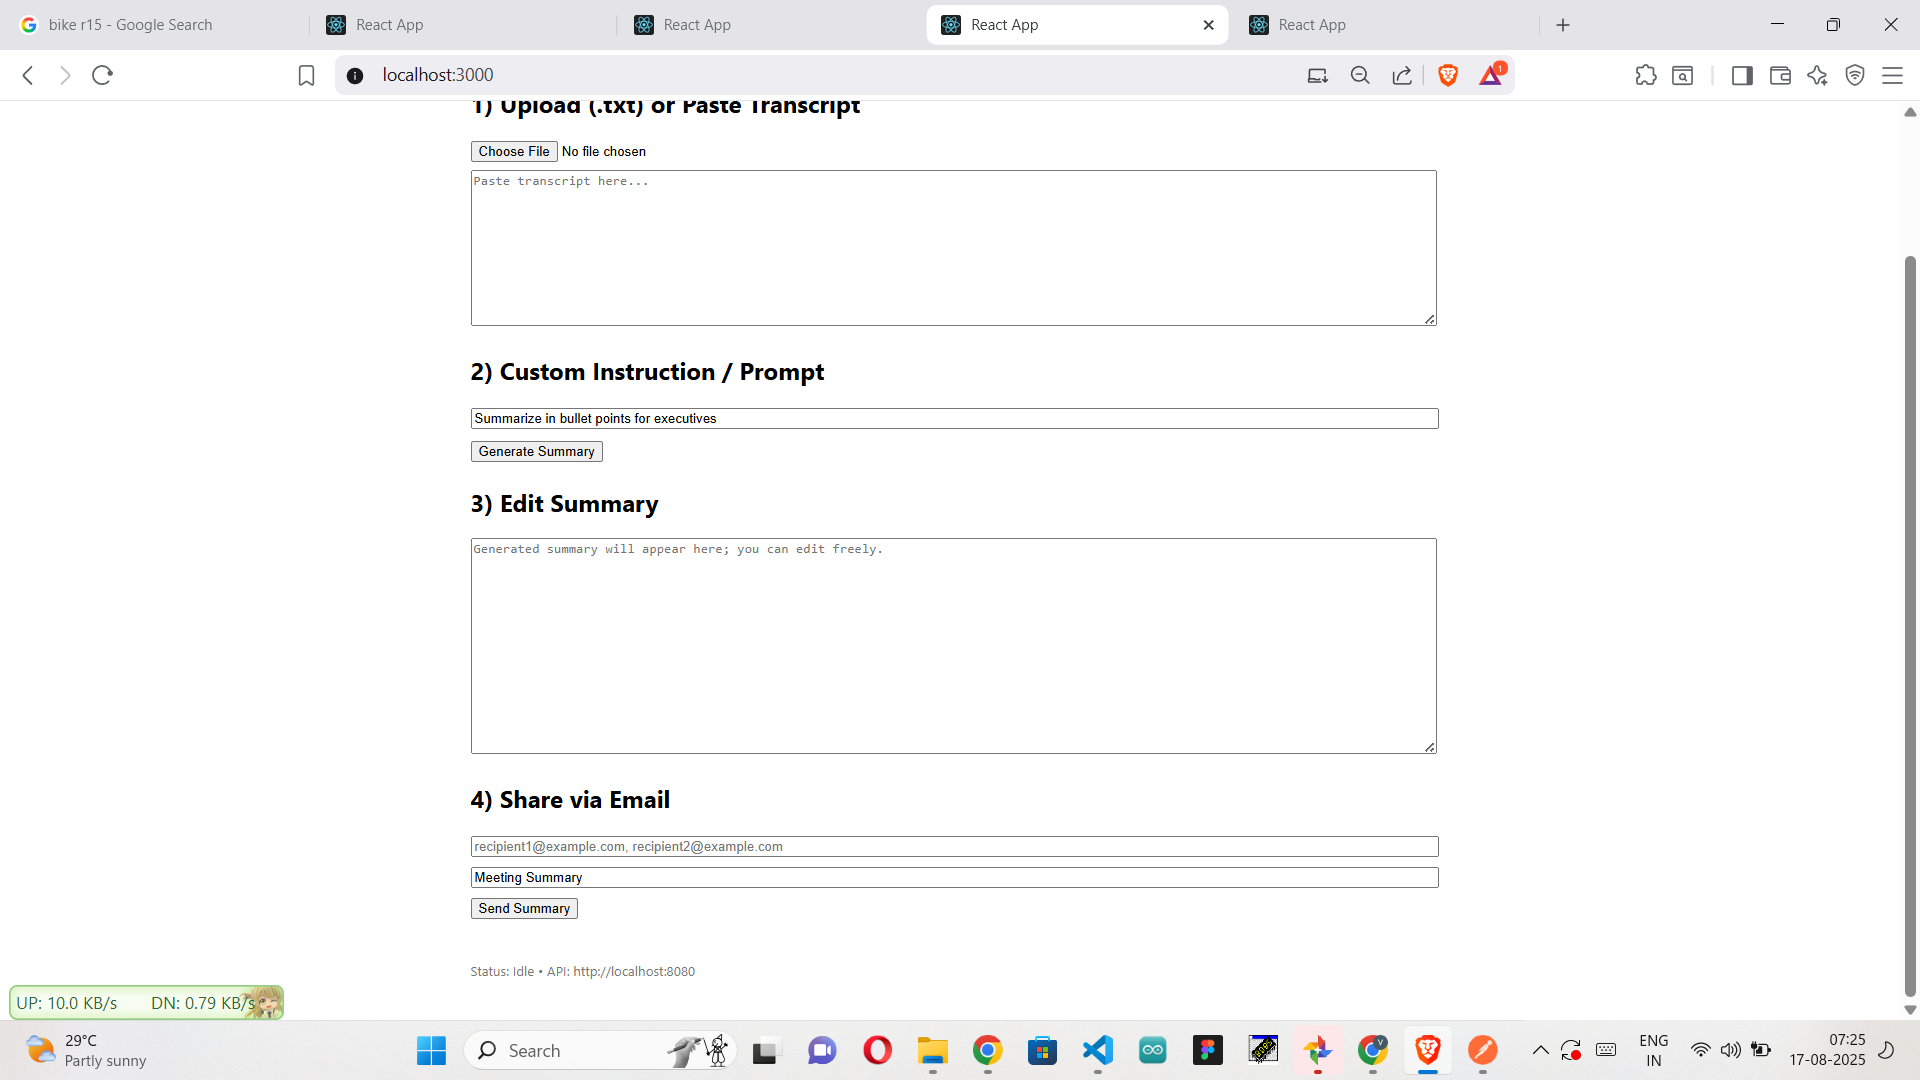 bike r15 - Google Search
React App
React App
React App
React App
localhost:3000
1
1) Upload (.txt) or Paste Transcript
Choose File No file chosen
Paste transcript here...
2) Custom Instruction / Prompt
Summarize in bullet points for executives
Generate Summary
3) Edit Summary
Generated summary will appear here; you can edit freely.
4) Share via Email
recipient1@example.com, recipient2@example.com
Meeting Summary
Send Summary
Status: Idle • API: http://localhost:8080
UP: 10.0 KB/s DN: 0.79 KB/s
29°C
Partly sunny
Search
V
ENG
IN
07:25
17-08-2025